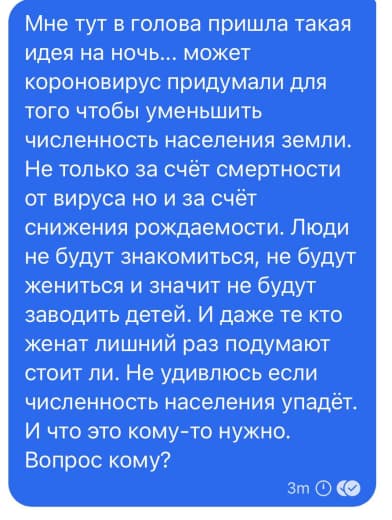 Мне тут в голова пришла такая
идея на ночь... может
короновирус придумали для
того чтобы уменьшить
численность населения земли.
Не только за счёт смертности
от вируса но и за счёт
снижения рождаемости. Люди
не будут знакомиться, не будут
жениться и значит не будут
заводить детей. И даже те кто
женат лишний раз подумают
стоит ли. Не удивлюсь если
численность населения упадёт.
И что это кому-то нужно.
Вопрос кому?
3m